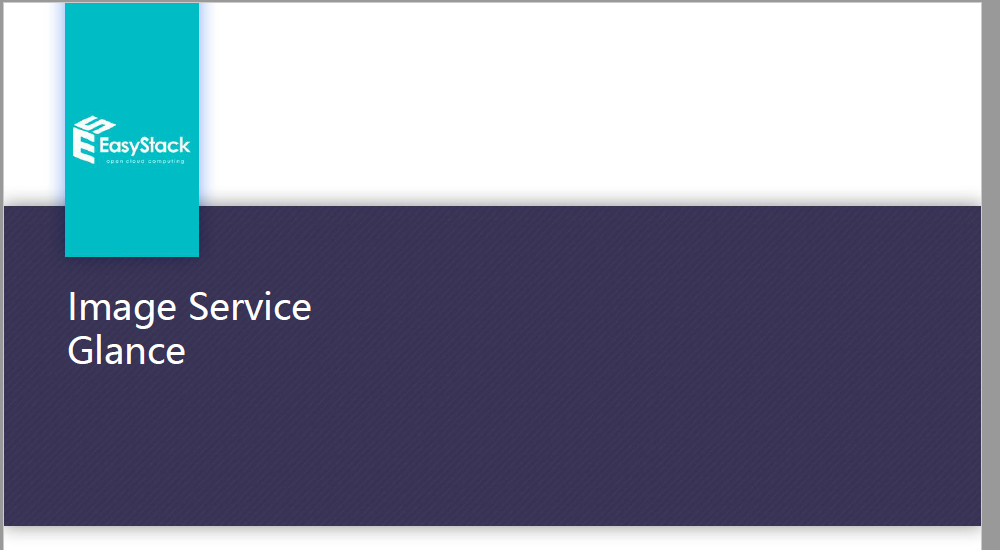 EasyStack
open cloud computing
Image Service
Glance